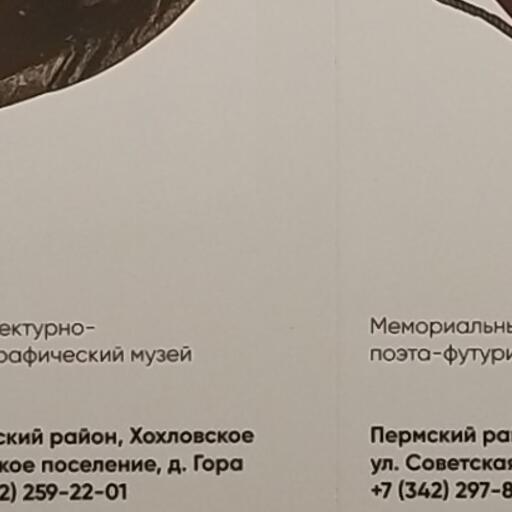 ектурно-
рафический музей
ский район, Хохловское
кое поселение, д. Гора
2) 259-22-01
Мемориальны
поэта-футури
Пермский ра
ул. Советская
+7 (342) 297-8